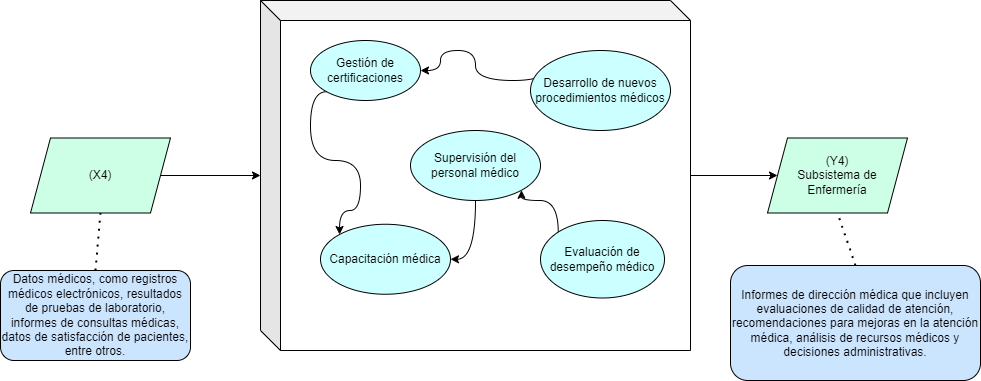 (X4)
Datos médicos, como registros
médicos electrónicos, resultados
de pruebas de laboratorio,
informes de consultas médicas,
datos de satisfacción de pacientes,
entre otros.
Gestión de
certificaciones
Desarrollo de nuevos
procedimientos médicos
Supervisión del
personal médico
Capacitación médica
Evaluación de
desempeño médico
(Y4)
Subsistema de
Enfermería
Informes de dirección médica que incluyen
evaluaciones de calidad de atención,
recomendaciones para mejoras en la atención
médica, análisis de recursos médicos y
decisiones administrativas.